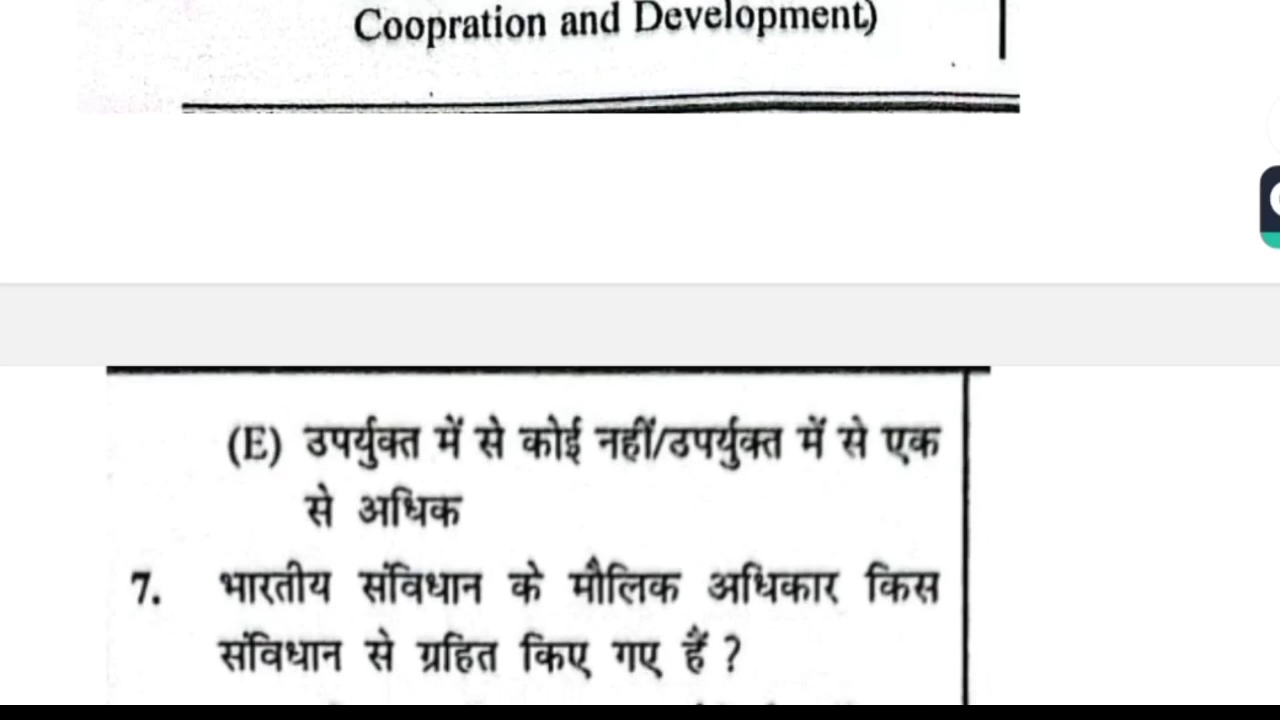 Coopration and Development)
(E) उपर्युक्त में से कोई नहीं/उपर्युक्त में से एक
से अधिक
7. भारतीय संविधान के मौलिक अधिकार किस
संविधान से ग्रहित किए गए हैं ?